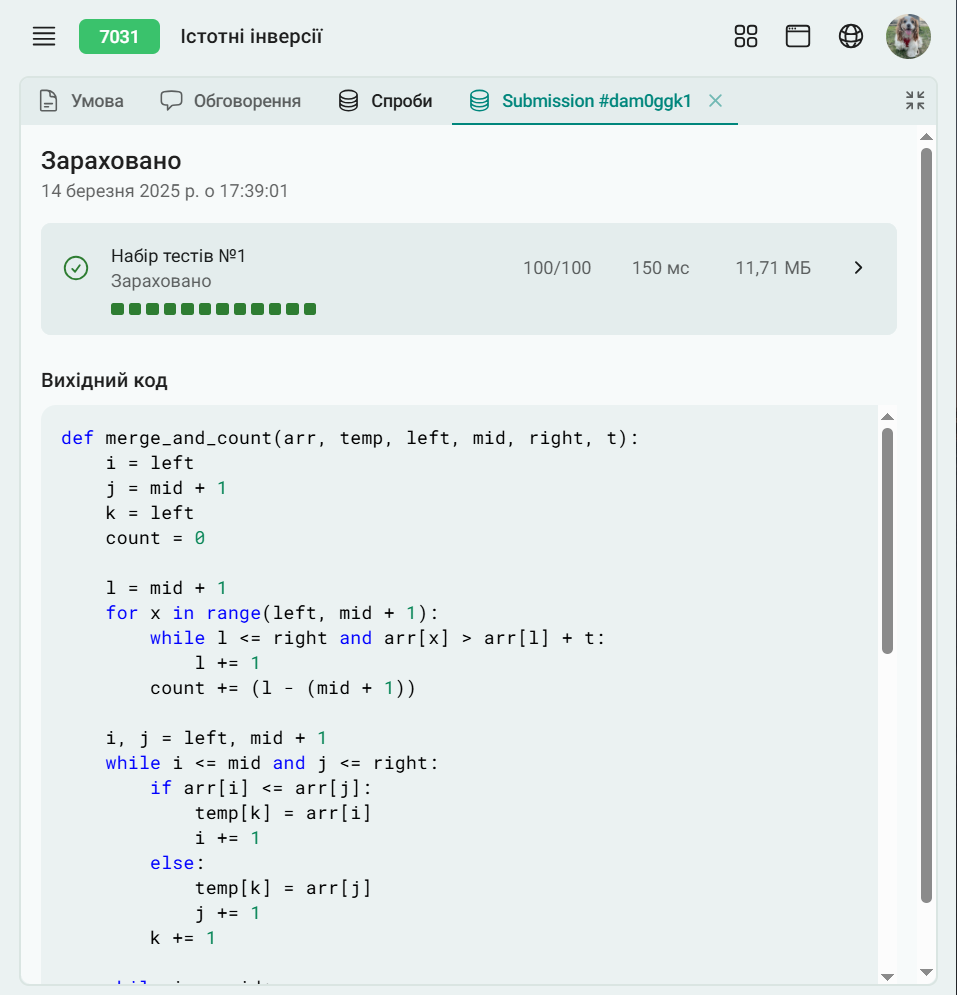 7031 Істотні інверсії
Умова Обговорення Спроби Submission #dam0ggk1
Зараховано
14 березня 2025 р. о 17:39:01
Набір тестів №1
Зараховано
100/100 150 мс 11,71 МБ
Вихідний код
def merge_and_count(arr, temp, left, mid, right, t):
    i = left
    j = mid + 1
    k = left
    count = 0
    l = mid + 1
    for x in range(left, mid + 1):
        while l <= right and arr[x] > arr[l] + t:
            l += 1
        count += (l - (mid + 1))
    i, j = left, mid + 1
    while i <= mid and j <= right:
        if arr[i] <= arr[j]:
            temp[k] = arr[i]
            i += 1
        else:
            temp[k] = arr[j]
            j += 1
        k += 1